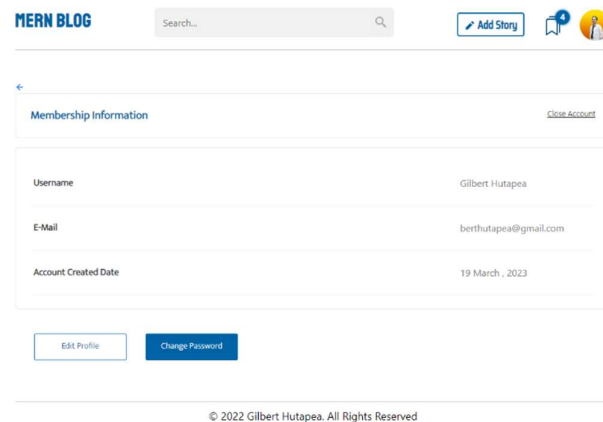 MERN BLOG Search... Add Story 4
Membership Information Close Account
Username Gilbert Hutapea
E-Mail berthutapea@gmail.com
Account Created Date 19 March , 2023
Edit Profile Change Password
© 2022 Gilbert Hutapea. All Rights Reserved